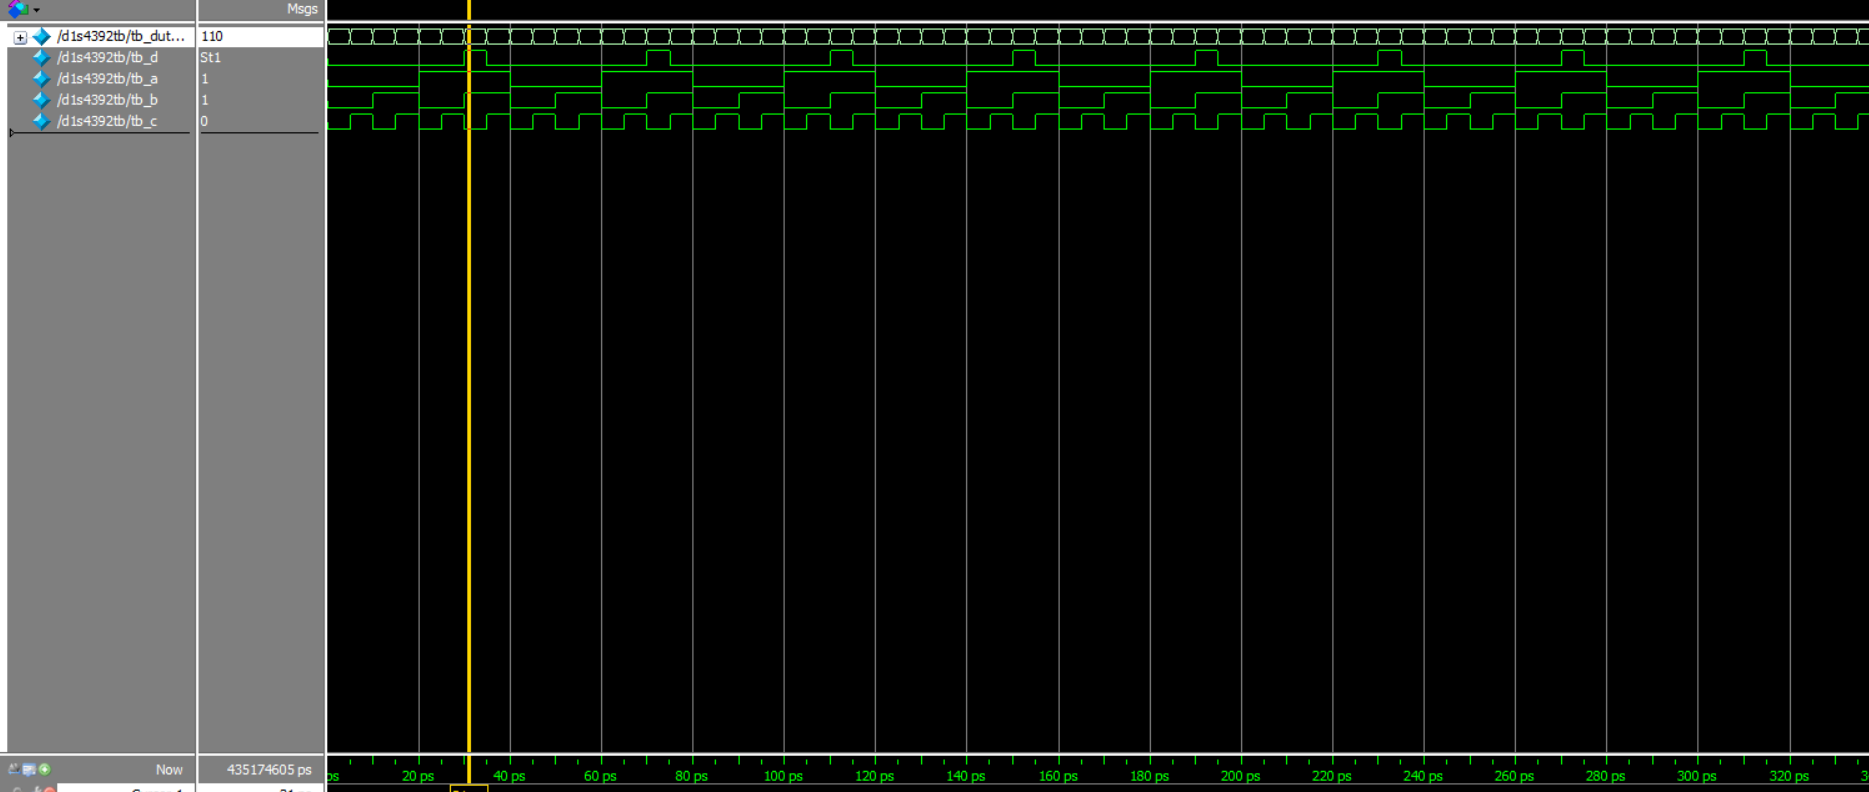 Msgs
/d1s4392tb/tb_dut... 110
/d1s4392tb/tb_d St1
/d1s4392tb/tb_a 1
/d1s4392tb/tb_b 1
/d1s4392tb/tb_c 0
Now 435174605 ps ps 20 ps 40 ps 60 ps 80 ps 100 ps 120 ps 140 ps 160 ps 180 ps 200 ps 220 ps 240 ps 260 ps 280 ps 300 ps 320 ps 3